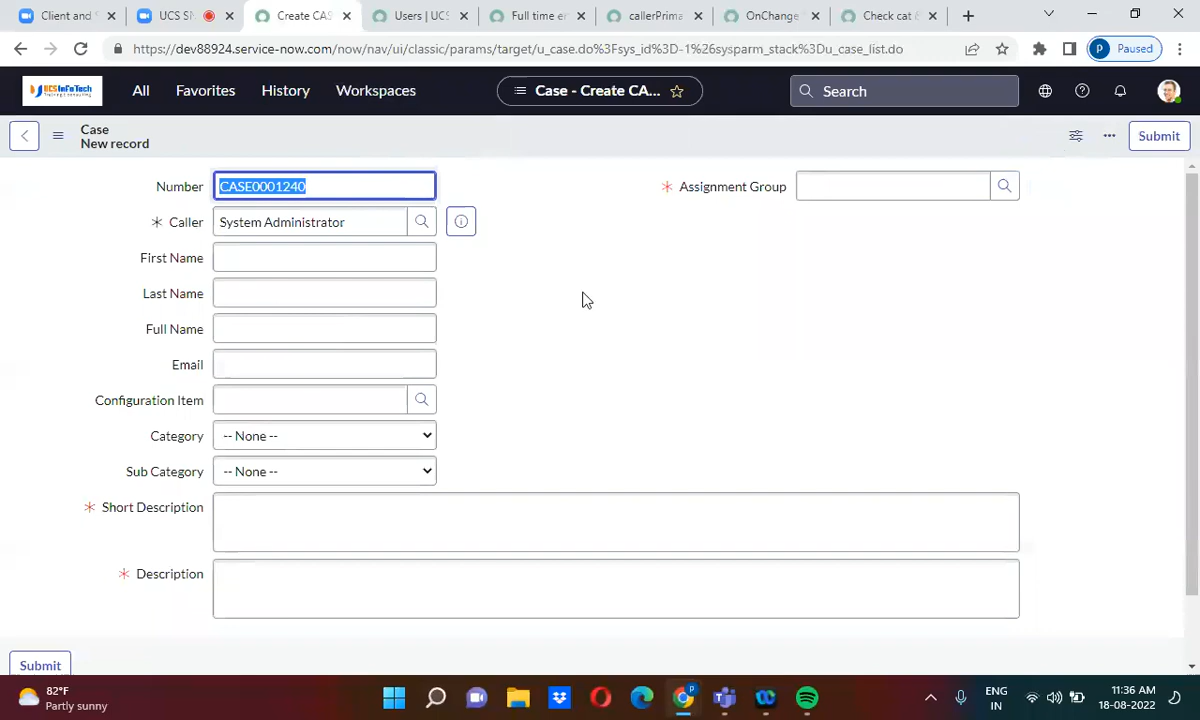 Client and
UCS SN
Create CAS
Users | UCS
Full time er
callerPrima
OnChange
Check cat &
https://dev88924.service-now.com/now/nav/ui/classic/params/target/u_case.do%3Fsys_id%3D-1%26sysparm_stack%3Du_case_list.do
P Paused
UCSInfoTech
All Favorites History Workspaces
Case - Create CA...
Search
Case
New record
Submit
Number CASE0001240
Assignment Group
Caller System Administrator
First Name
Last Name
Full Name
Email
Configuration Item
Category -- None --
Sub Category -- None --
Short Description
Description
Submit
82°F
Partly sunny
P
ENG
IN
11:36 AM
18-08-2022